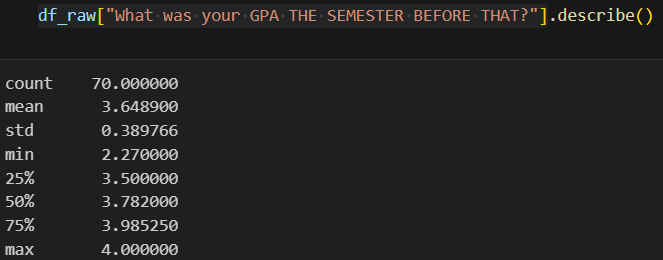 df_raw["What was your GPA THE SEMESTER BEFORE THAT?"].describe()
count 70.000000
mean 3.648900
std 0.389766
min 2.270000
25% 3.500000
50% 3.782000
75% 3.985250
max 4.000000